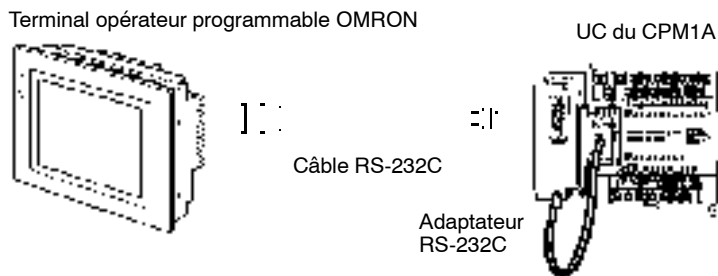 Terminal opérateur programmable OMRON
UC du CPM1A
Câble RS-232C
Adaptateur
RS-232C